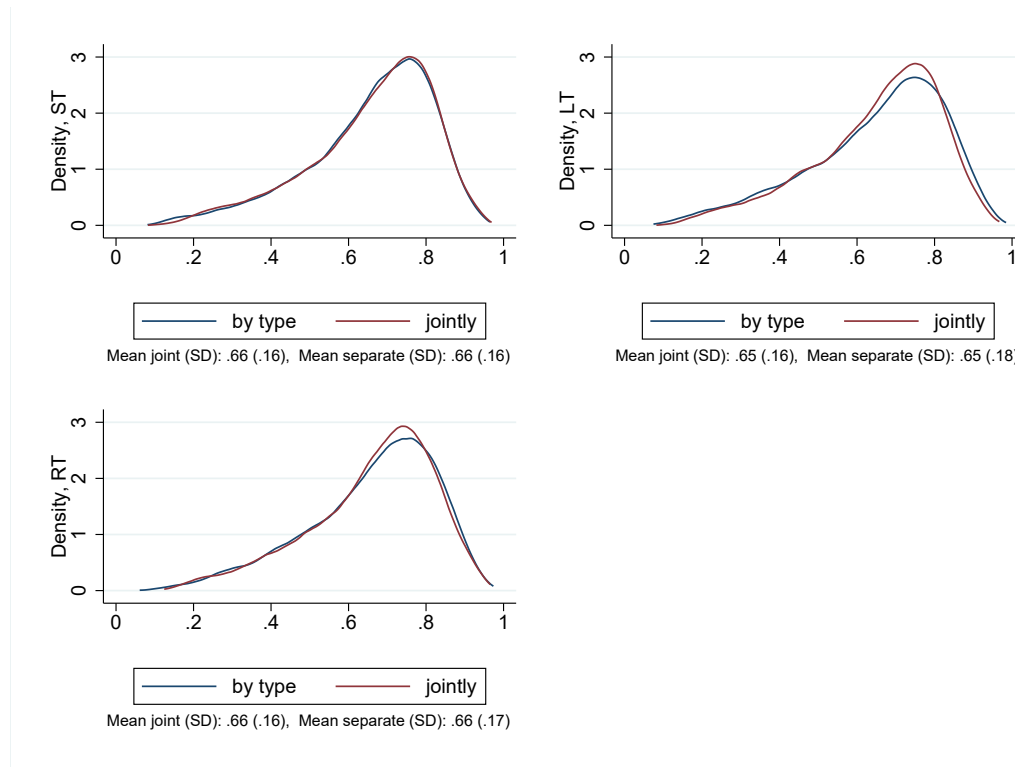 Density, ST
3
2
1
0
0 .2 .4 .6 .8 1
by type jointly
Mean joint (SD): .66 (.16), Mean separate (SD): .66 (.16)
Density, LT
3
2
1
0
0 .2 .4 .6 .8 1
by type jointly
Mean joint (SD): .65 (.16), Mean separate (SD): .65 (.18)
Density, RT
3
2
1
0
0 .2 .4 .6 .8 1
by type jointly
Mean joint (SD): .66 (.16), Mean separate (SD): .66 (.17)